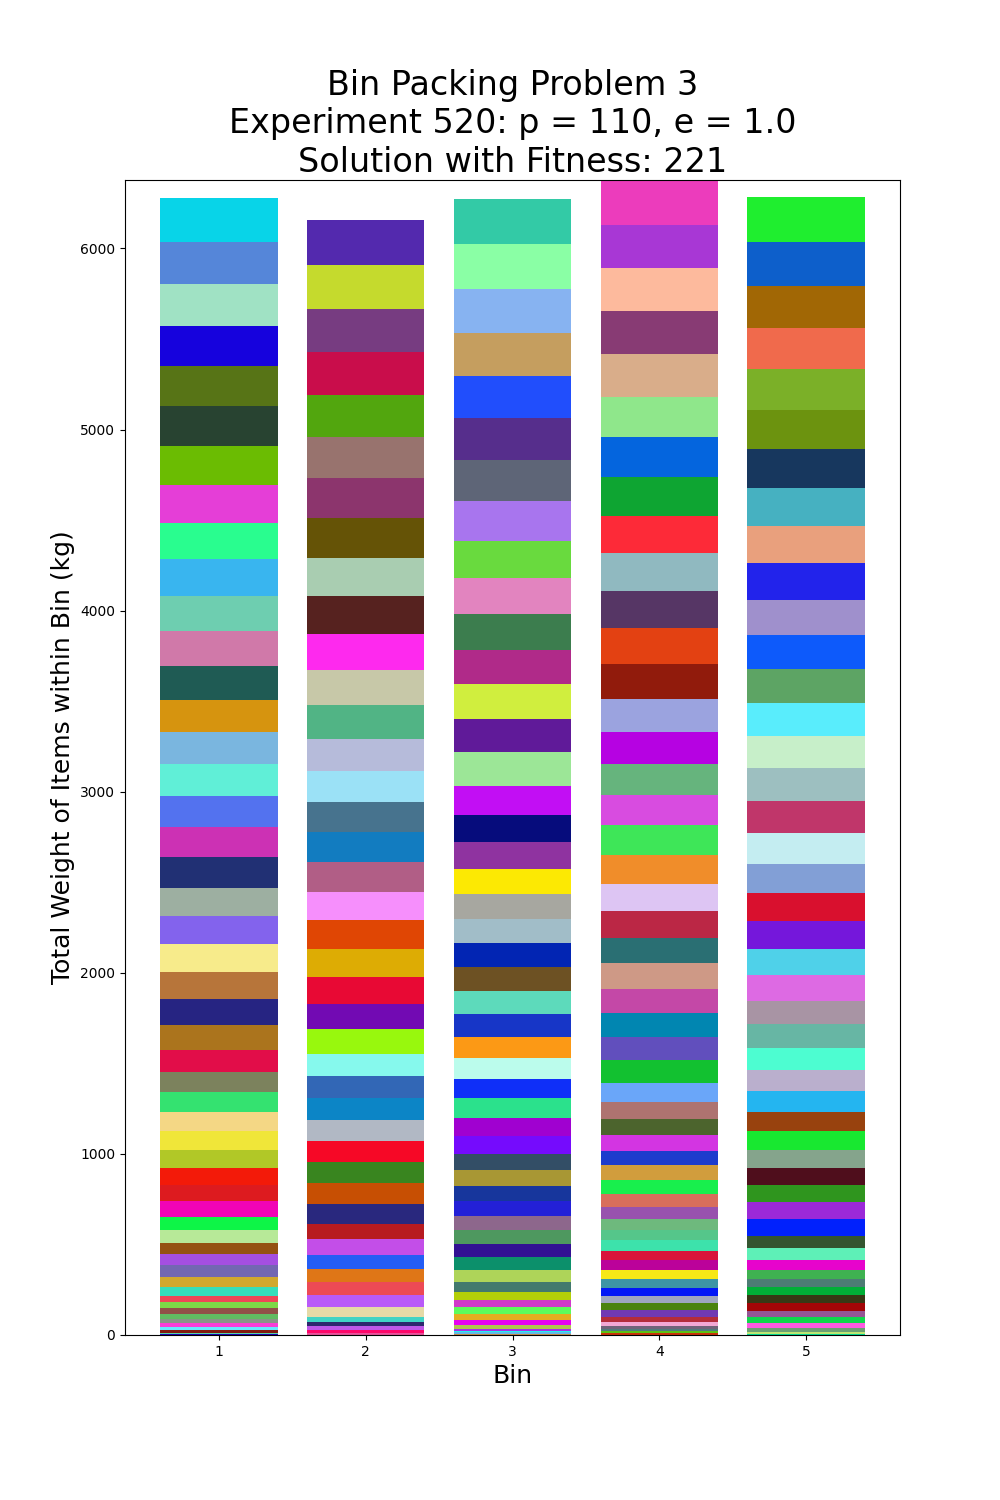 Bin Packing Problem 3
Experiment 520: p = 110, e = 1.0
Solution with Fitness: 221
Total Weight of Items within Bin (kg)
6000
5000
4000
3000
2000
1000
0
1 2 3 4 5
Bin